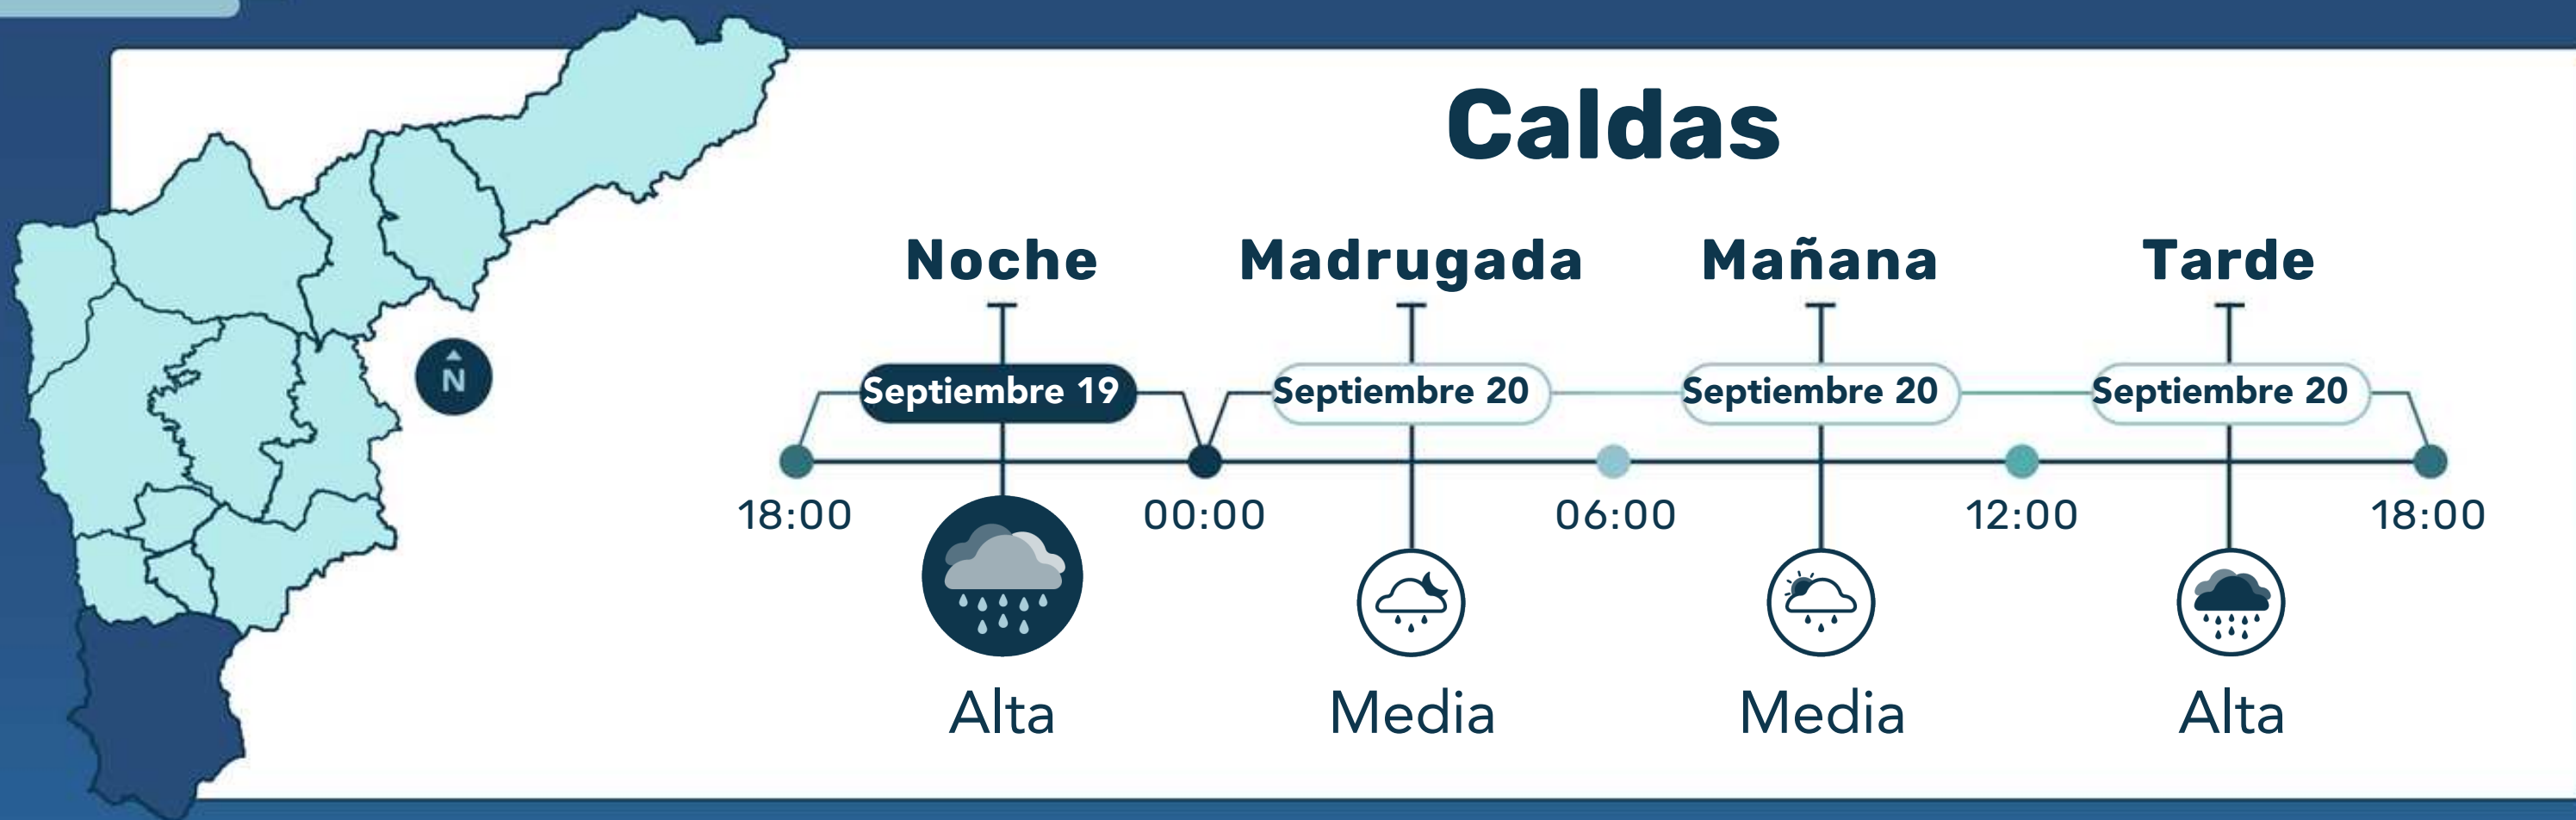 Caldas
Noche Madrugada Mañana Tarde
N
Septiembre 19 Septiembre 20 Septiembre 20 Septiembre 20
18:00 00:00 06:00 12:00 18:00
Alta Media Media Alta